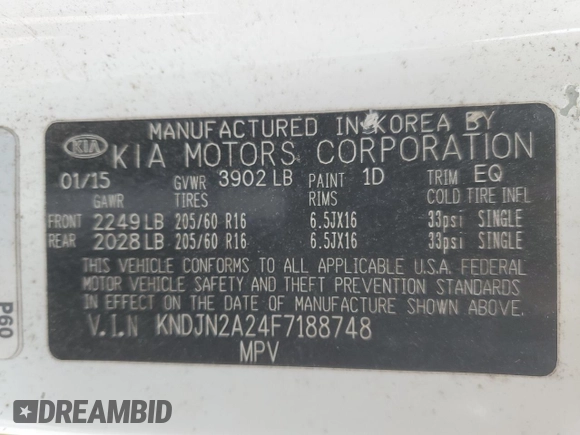 MANUFACTURED IN KOREA BY
KIA KIA MOTORS CORPORATION
01/15 GVWR 3902 LB PAINT 1D TRIM EQ
GAWR TIRES RIMS COLD TIRE INFL
FRONT 2249 LB 205/60 R16 6.5JX16 33psi SINGLE
REAR 2028 LB 205/60 R16 6.5JX16 33psi SINGLE
THIS VEHICLE CONFORMS TO ALL APPLICABLE U.S.A. FEDERAL
MOTOR VEHICLE SAFETY AND THEFT PREVENTION STANDARDS
IN EFFECT ON THE DATE OF MANUFACTURE SHOWN ABOVE.
V.I.N KNDJN2A24F7188748
MPV
P60
DREAMBID